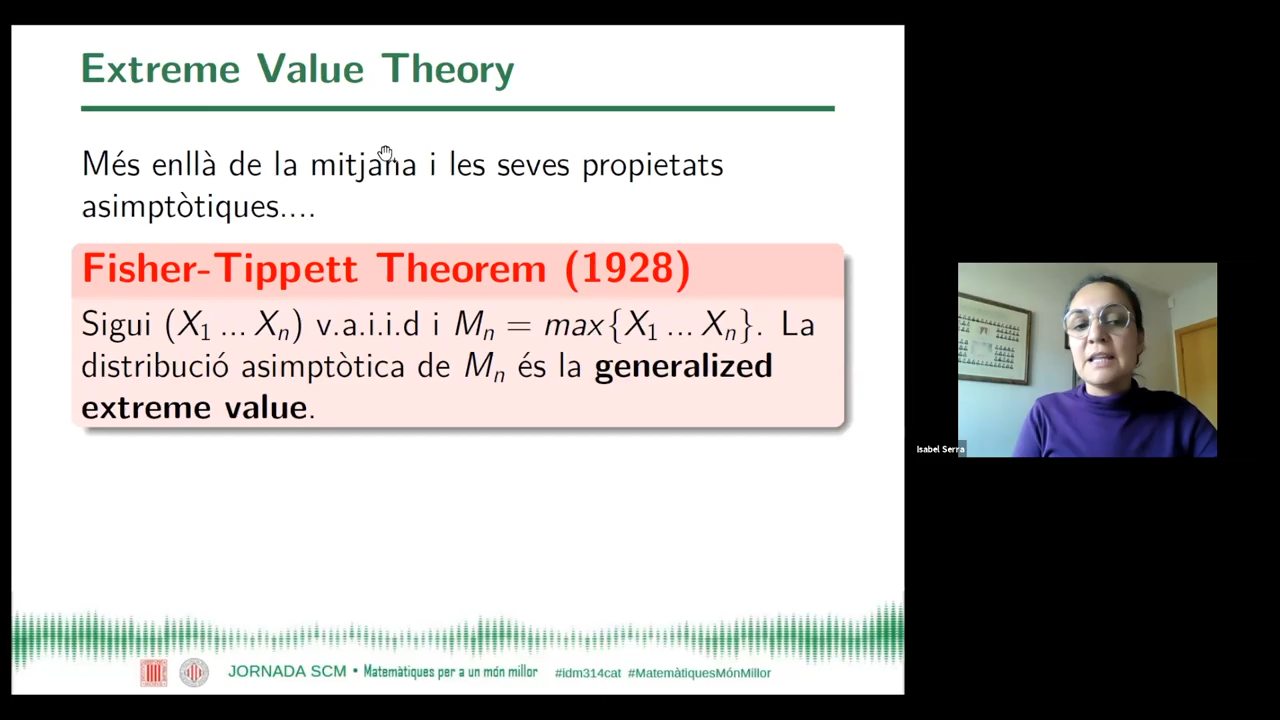 Extreme Value Theory
Més enllà de la mitjana i les seves propietats
asimptòtiques....
Fisher-Tippett Theorem (1928)
Sigui (X₁ ... Xₙ) v.a.i.i.d i Mₙ = max{X₁ ... Xₙ}. La
distribució asimptòtica de Mₙ és la generalized
extreme value.
Isabel Serra
JORNADA SCM • Matemàtiques per a un món millor #idm314cat #MatemàtiquesMónMillor